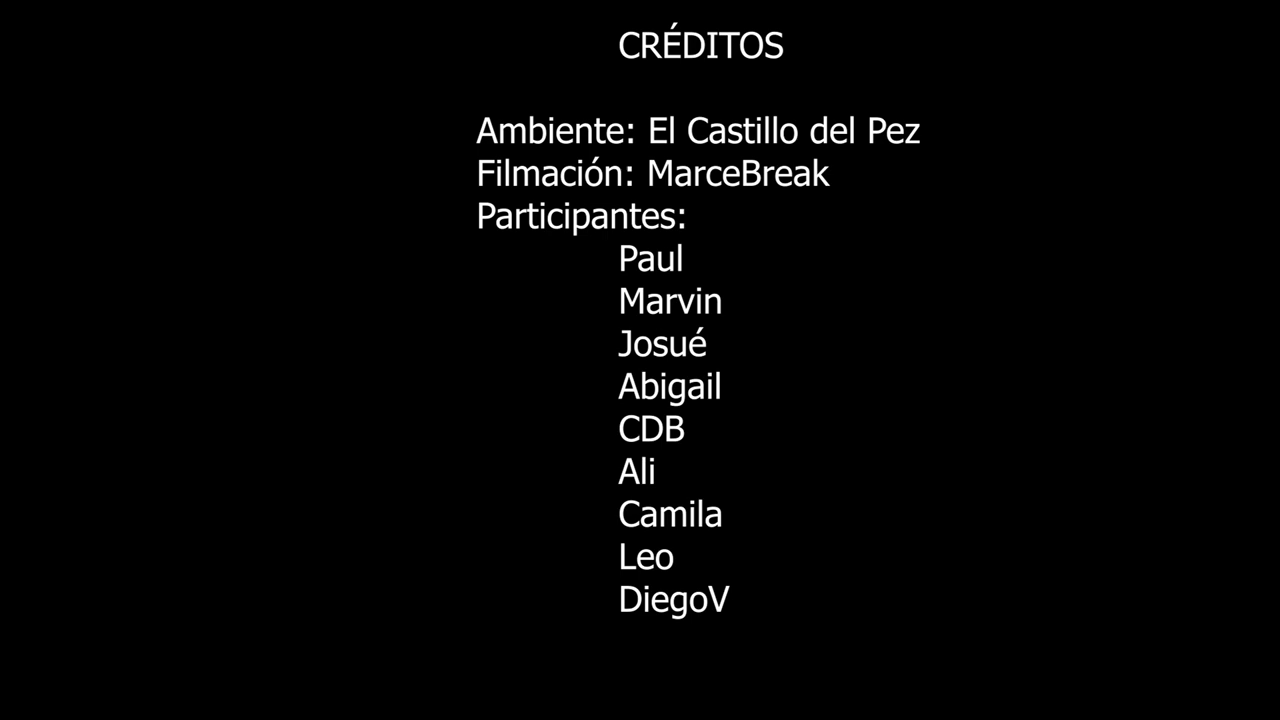 CRÉDITOS
Ambiente: El Castillo del Pez
Filmación: MarceBreak
Participantes:
Paul
Marvin
Josué
Abigail
CDB
Ali
Camila
Leo
DiegoV